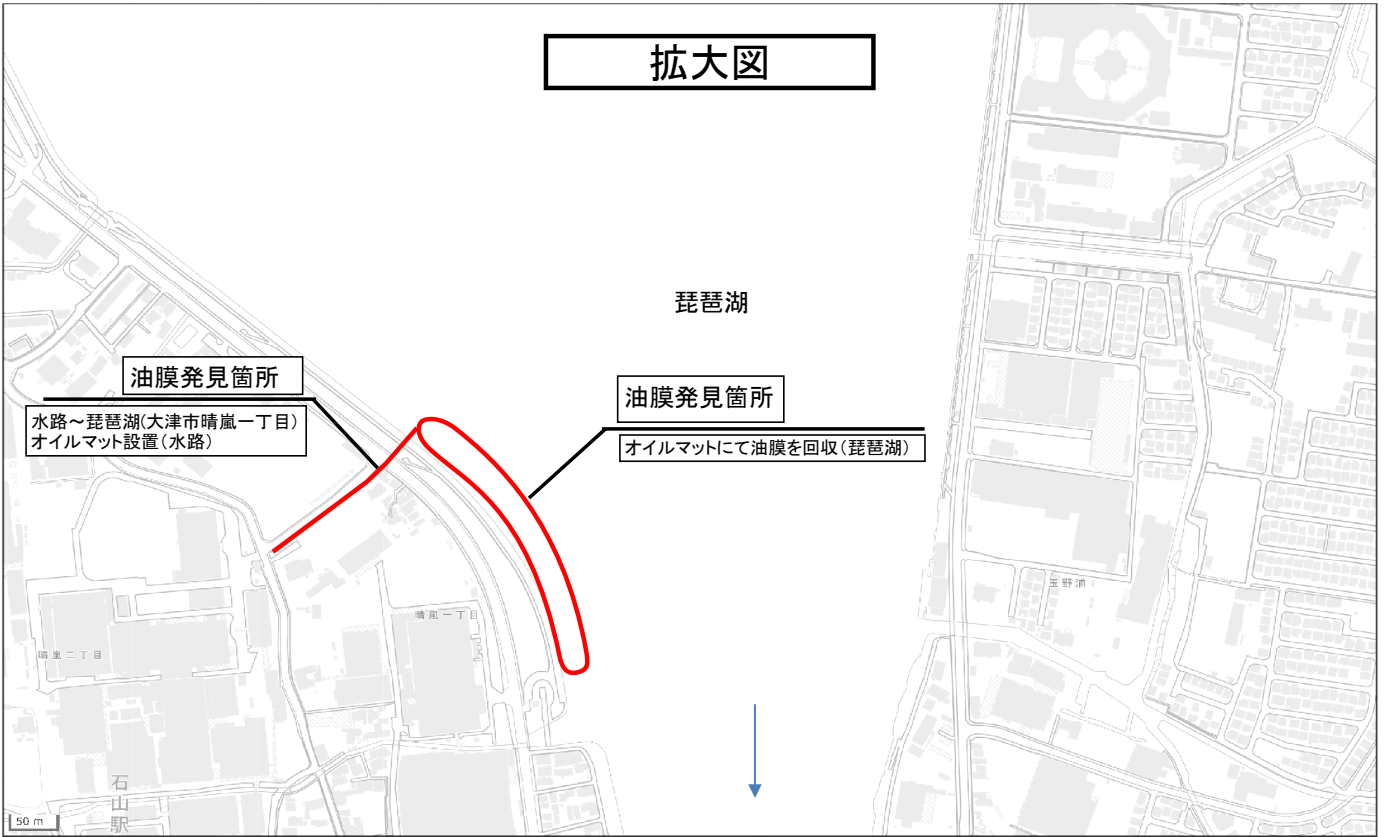 拡大図
琵琶湖
油膜発見箇所
水路～琵琶湖(大津市晴嵐一丁目)
オイルマット設置(水路)
油膜発見箇所
オイルマットにて油膜を回収(琵琶湖)
玉野浦
晴嵐一丁目
晴嵐二丁目
石山駅
50 m